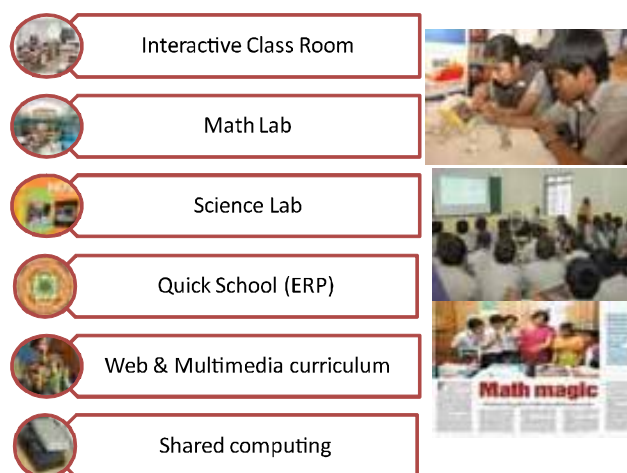 Interactive Class Room
Math Lab
Science Lab
Quick School (ERP)
Web & Multimedia curriculum
Shared computing
Math magic